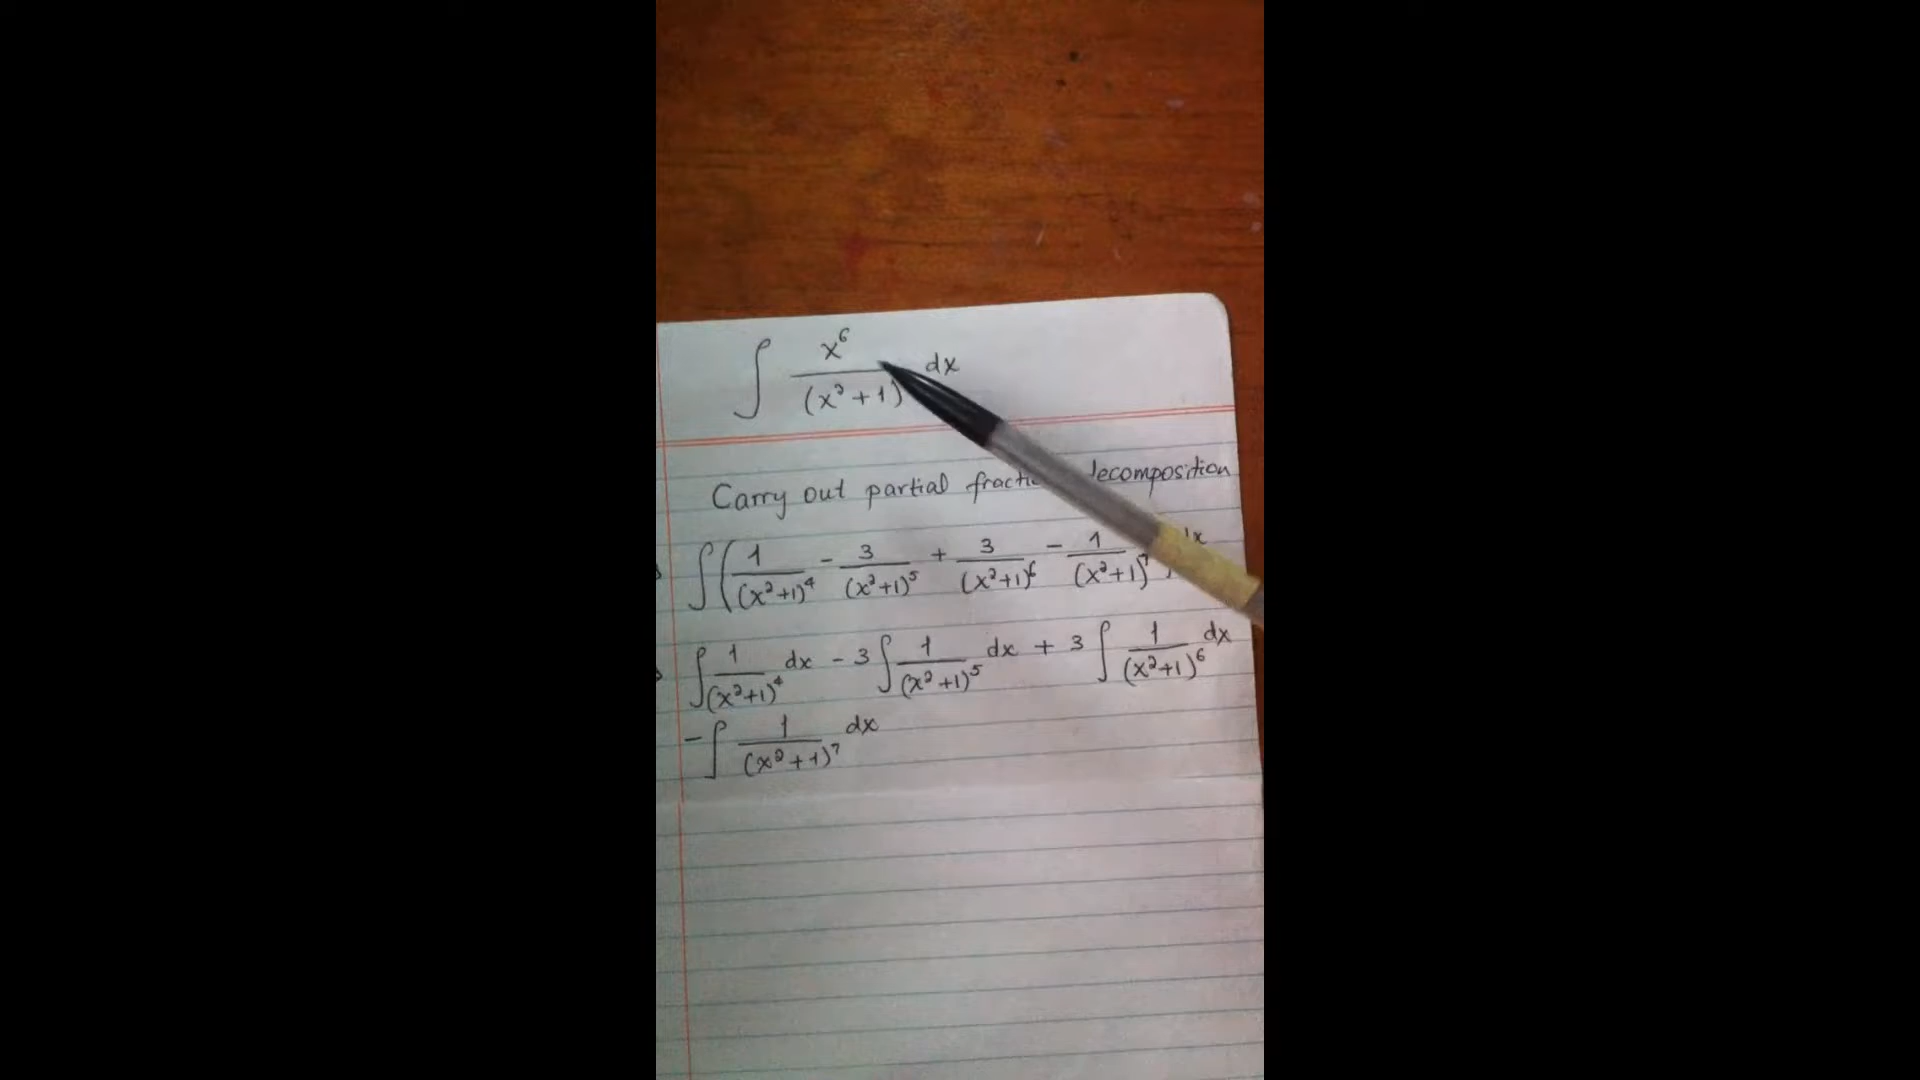 ∫ x⁶/(x²+1) dx
Carry out partial decomposition
∫(1/(x²+1)⁴ - 3/(x²+1)⁵ + 3/(x²+1)⁶ - 1/(x²+1)⁷
∫ 1/(x²+1)⁴ dx - 3∫ 1/(x²+1)⁵ dx + 3∫ 1/(x²+1)⁶ dx
-∫ 1/(x²+1)⁷ dx